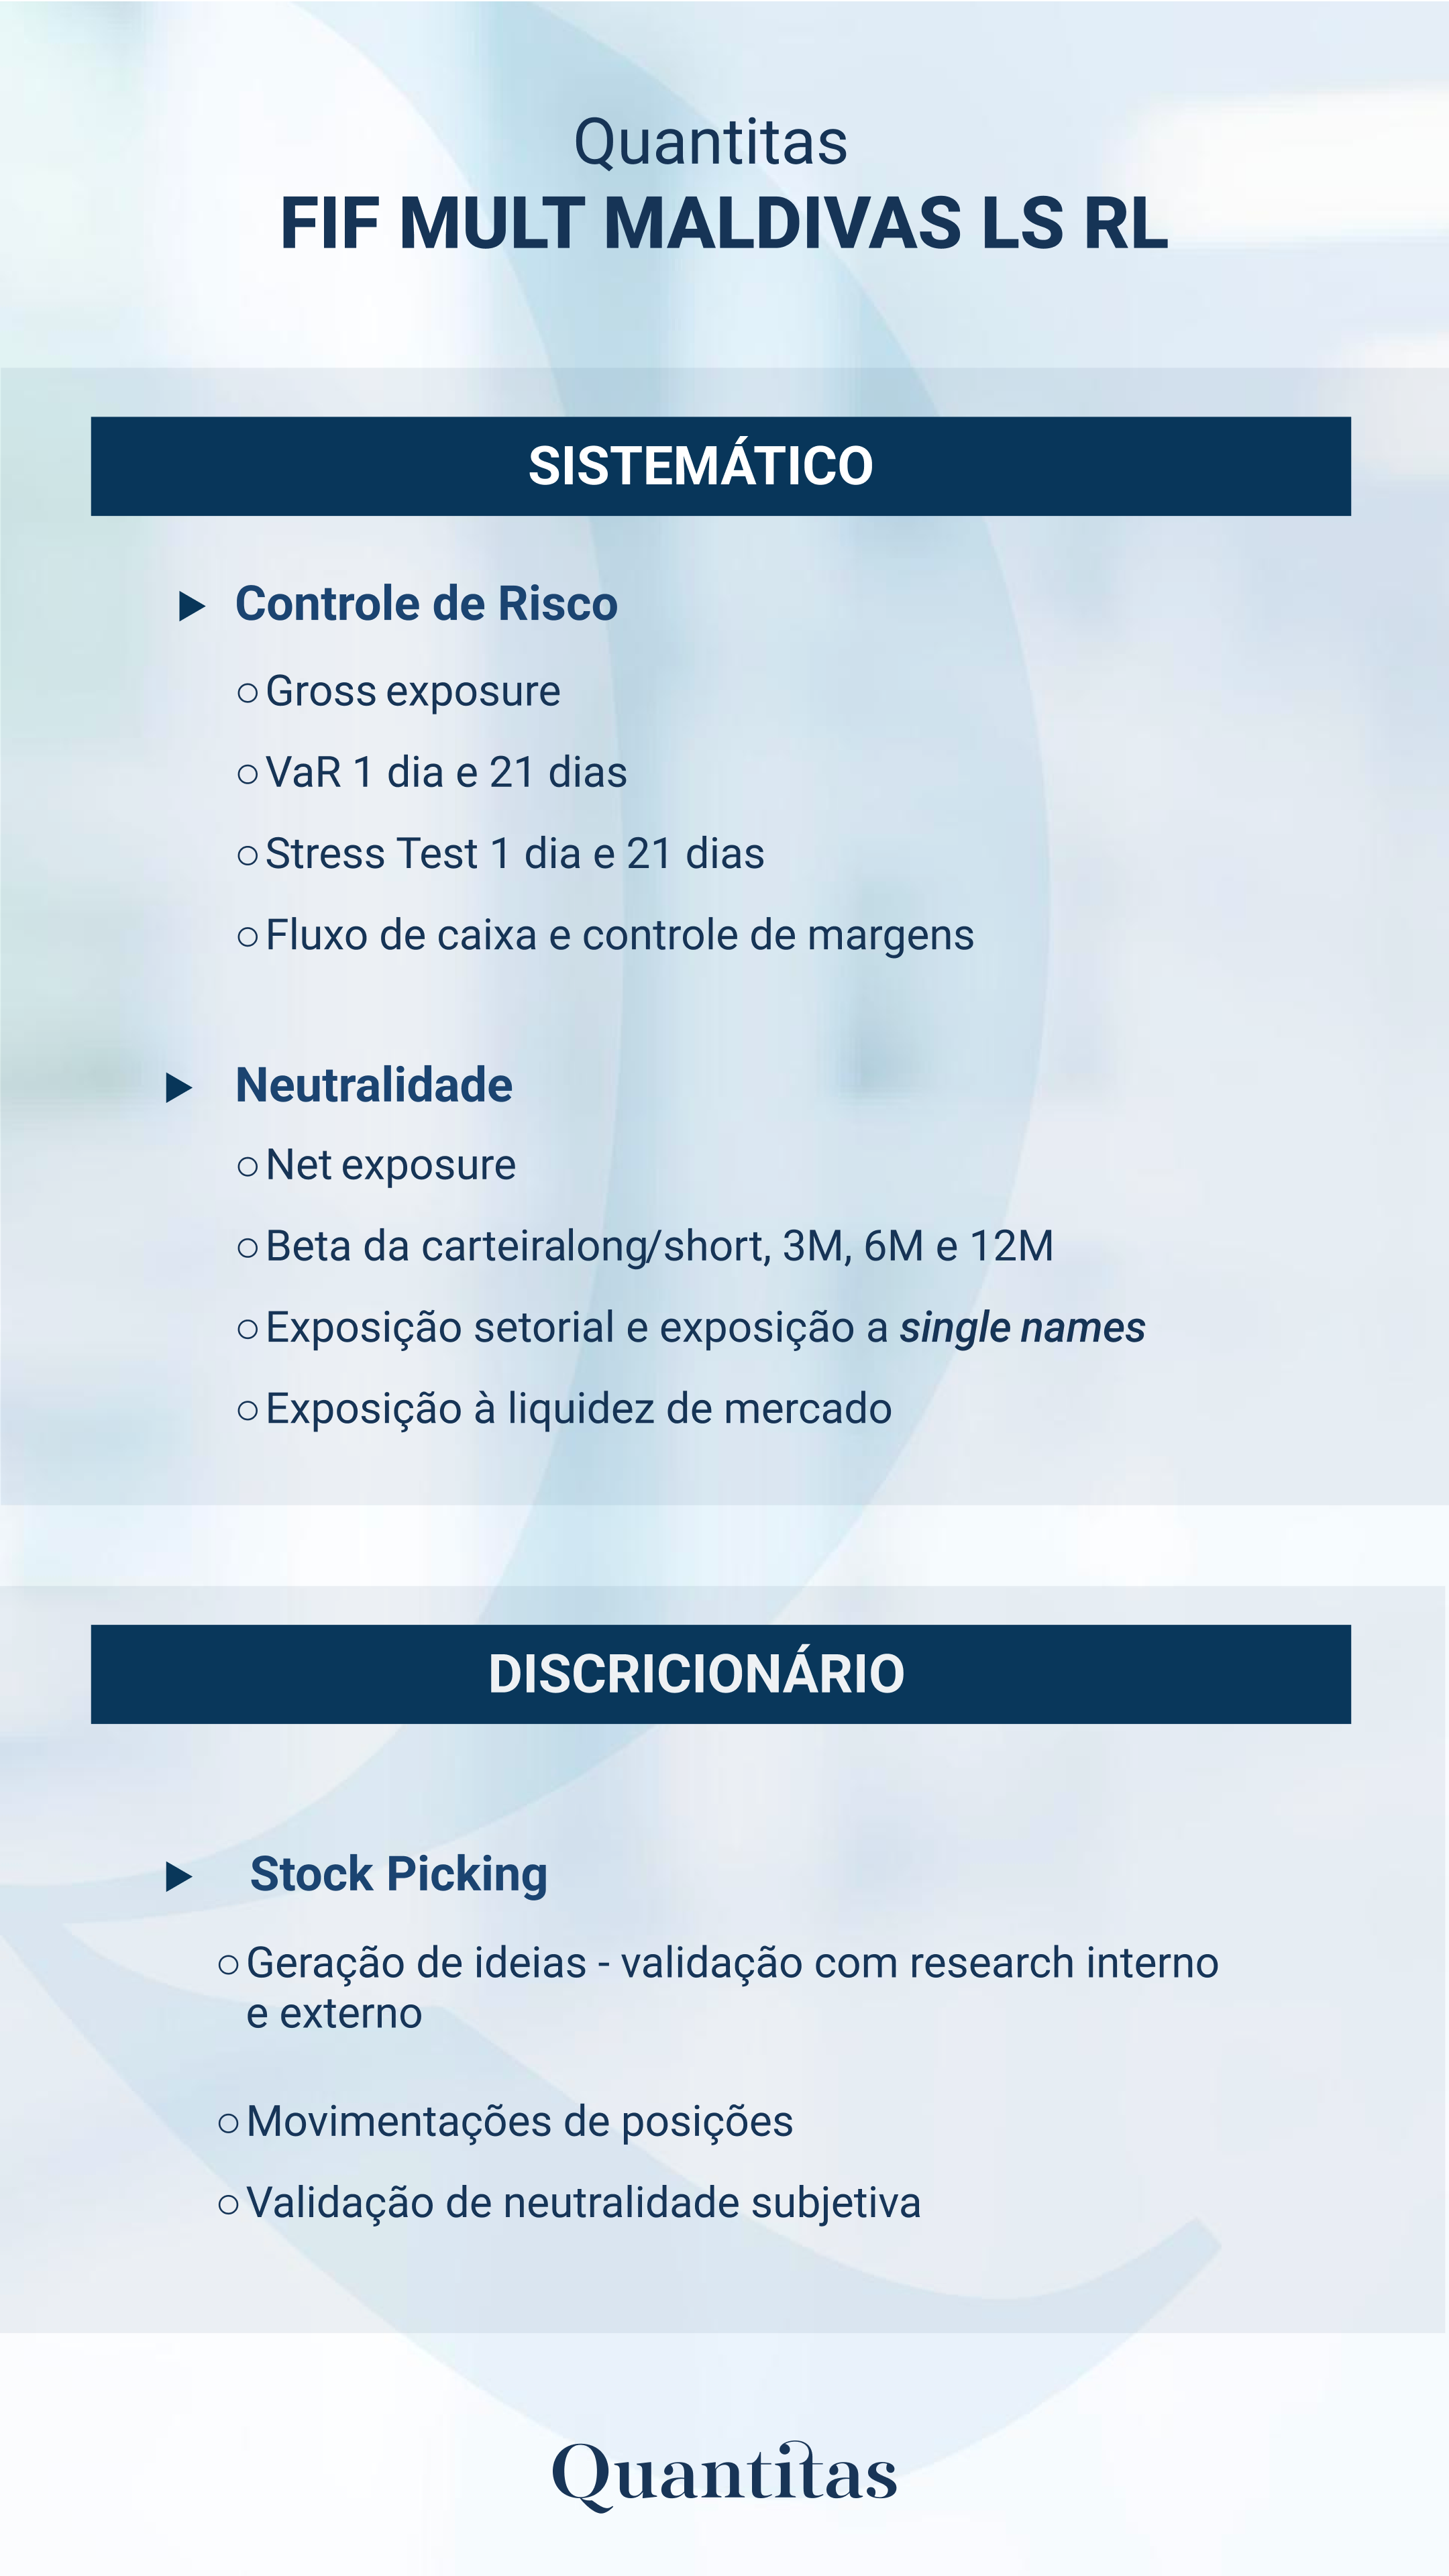 Quantitas
FIF MULT MALDIVAS LS RL
SISTEMÁTICO
Controle de Risco
Gross exposure
VaR 1 dia e 21 dias
Stress Test 1 dia e 21 dias
Fluxo de caixa e controle de margens
Neutralidade
Net exposure
Beta da carteiralong/short, 3M, 6M e 12M
Exposição setorial e exposição a single names
Exposição à liquidez de mercado
DISCRICIONÁRIO
Stock Picking
Geração de ideias - validação com research interno
e externo
Movimentações de posições
Validação de neutralidade subjetiva
Quantitas